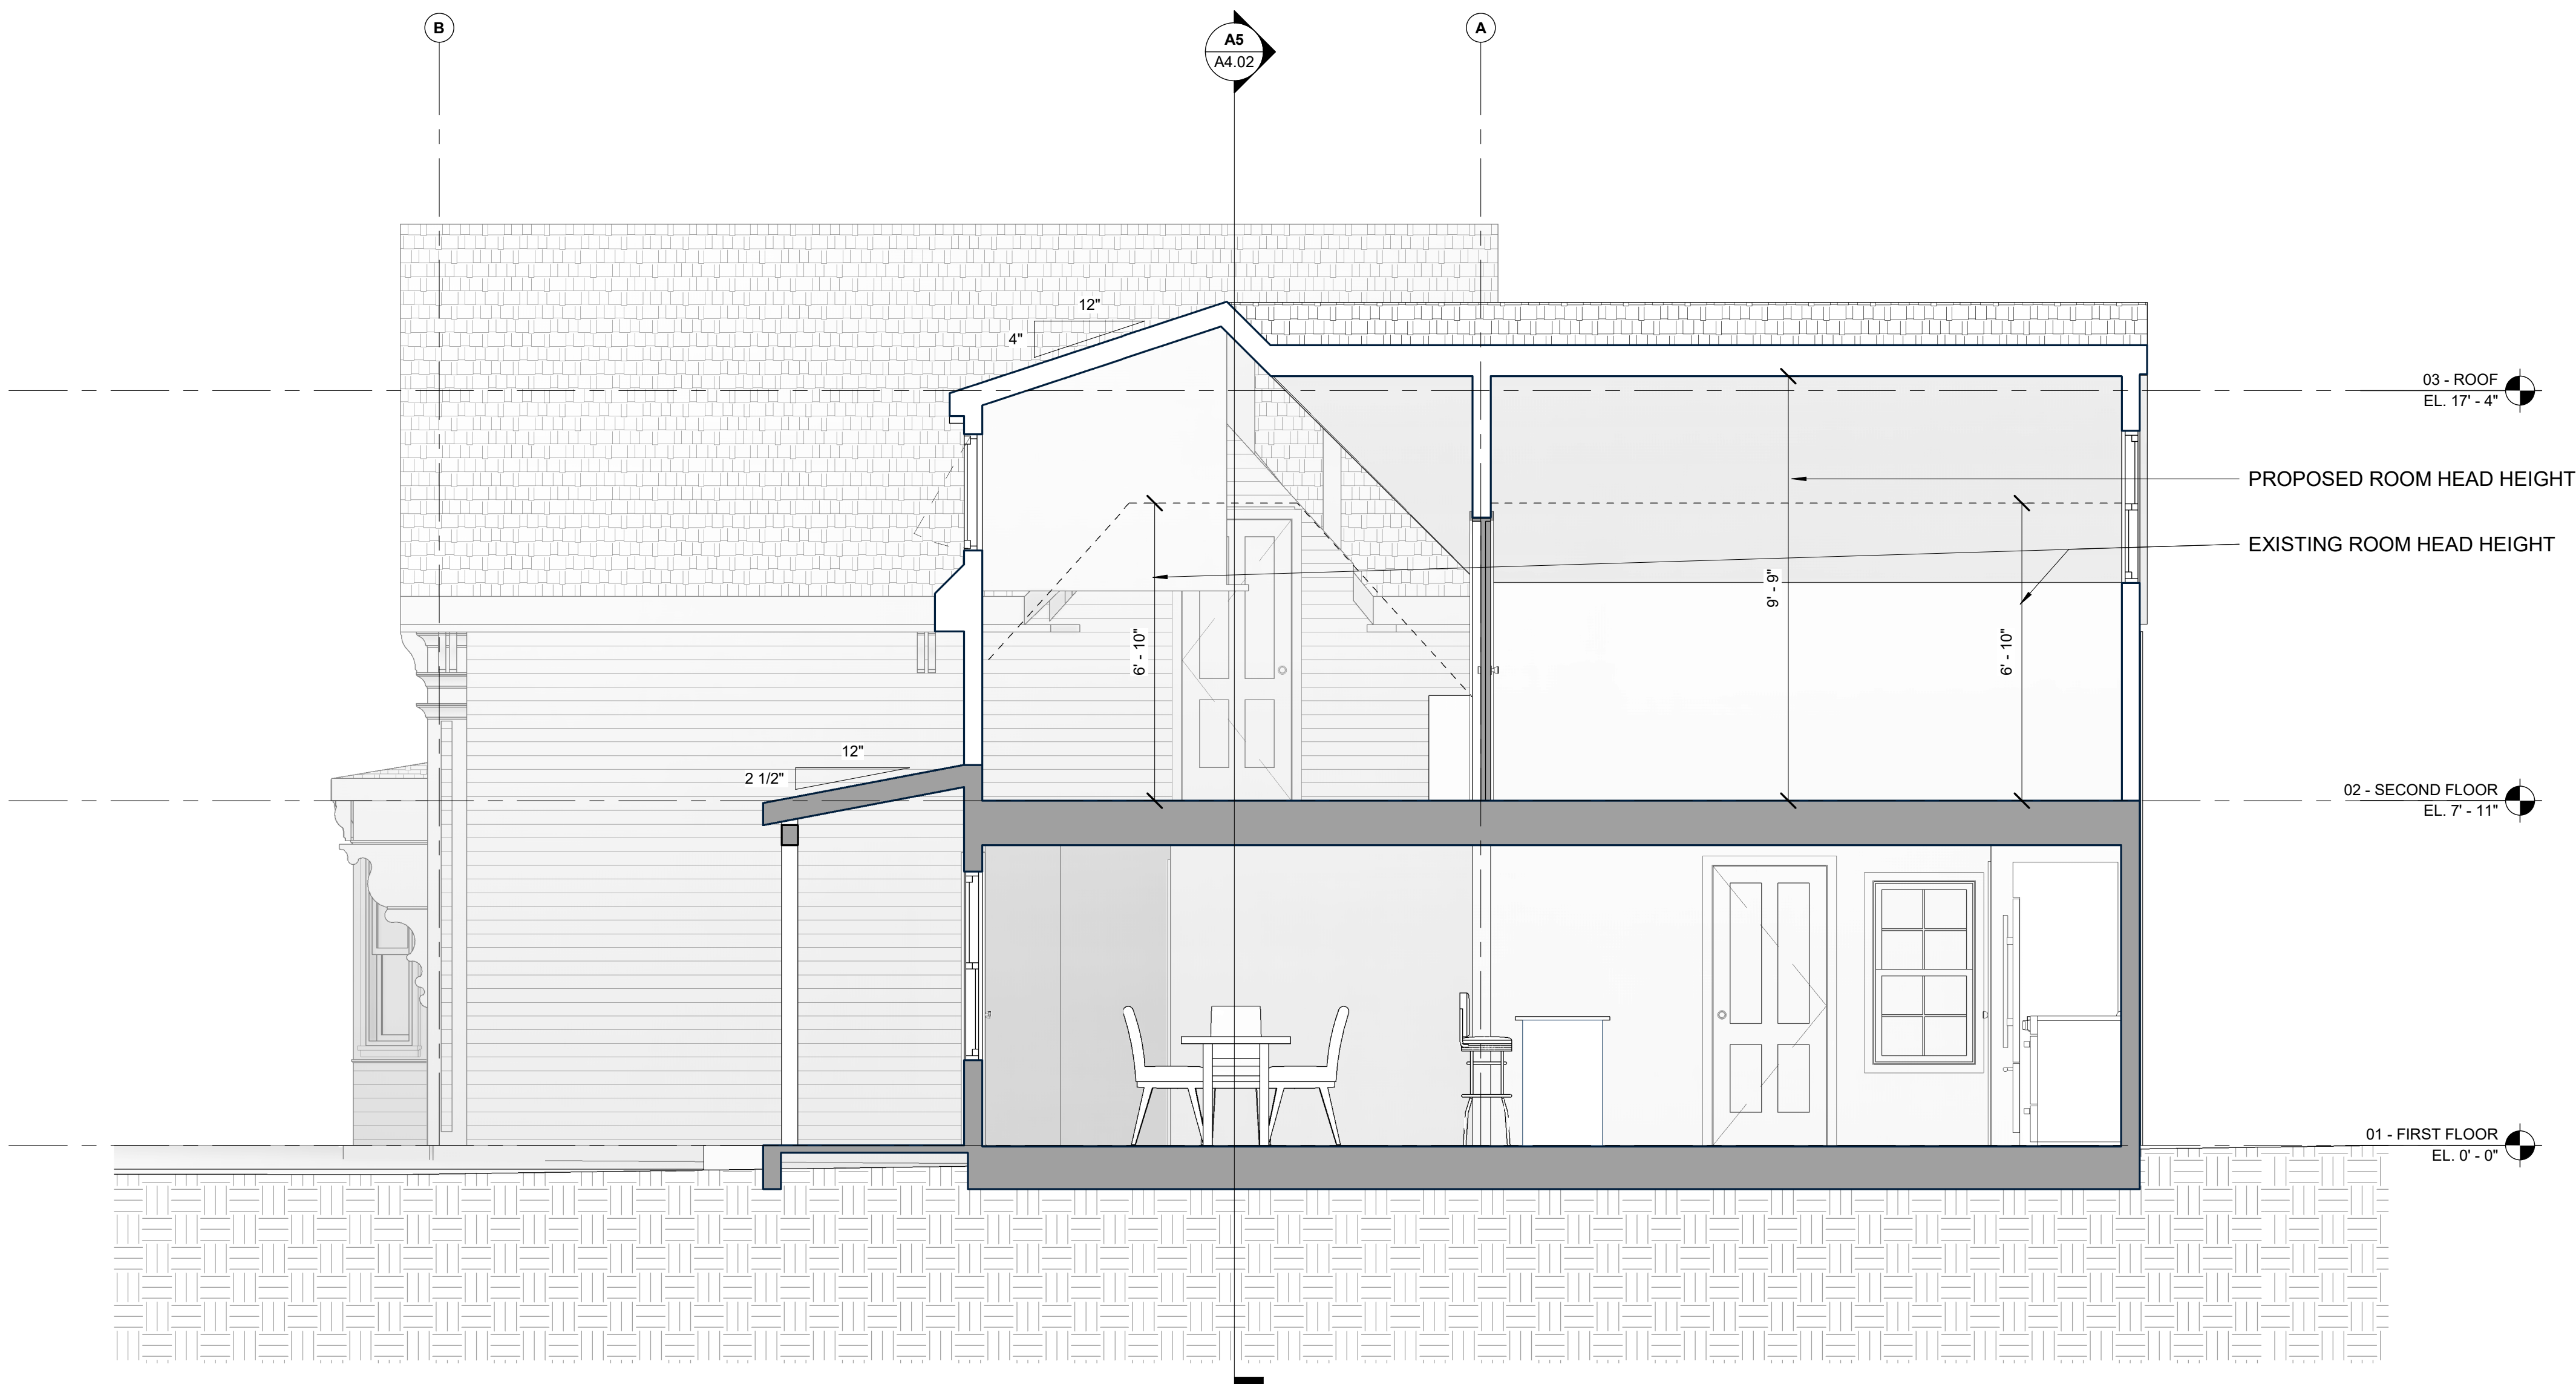 B
A5
A4.02
A
12"
4"
03 - ROOF
EL. 17' - 4"
PROPOSED ROOM HEAD HEIGHT
EXISTING ROOM HEAD HEIGHT
9' - 9"
6' - 10"
6' - 10"
12"
2 1/2"
02 - SECOND FLOOR
EL. 7' - 11"
01 - FIRST FLOOR
EL. 0' - 0"